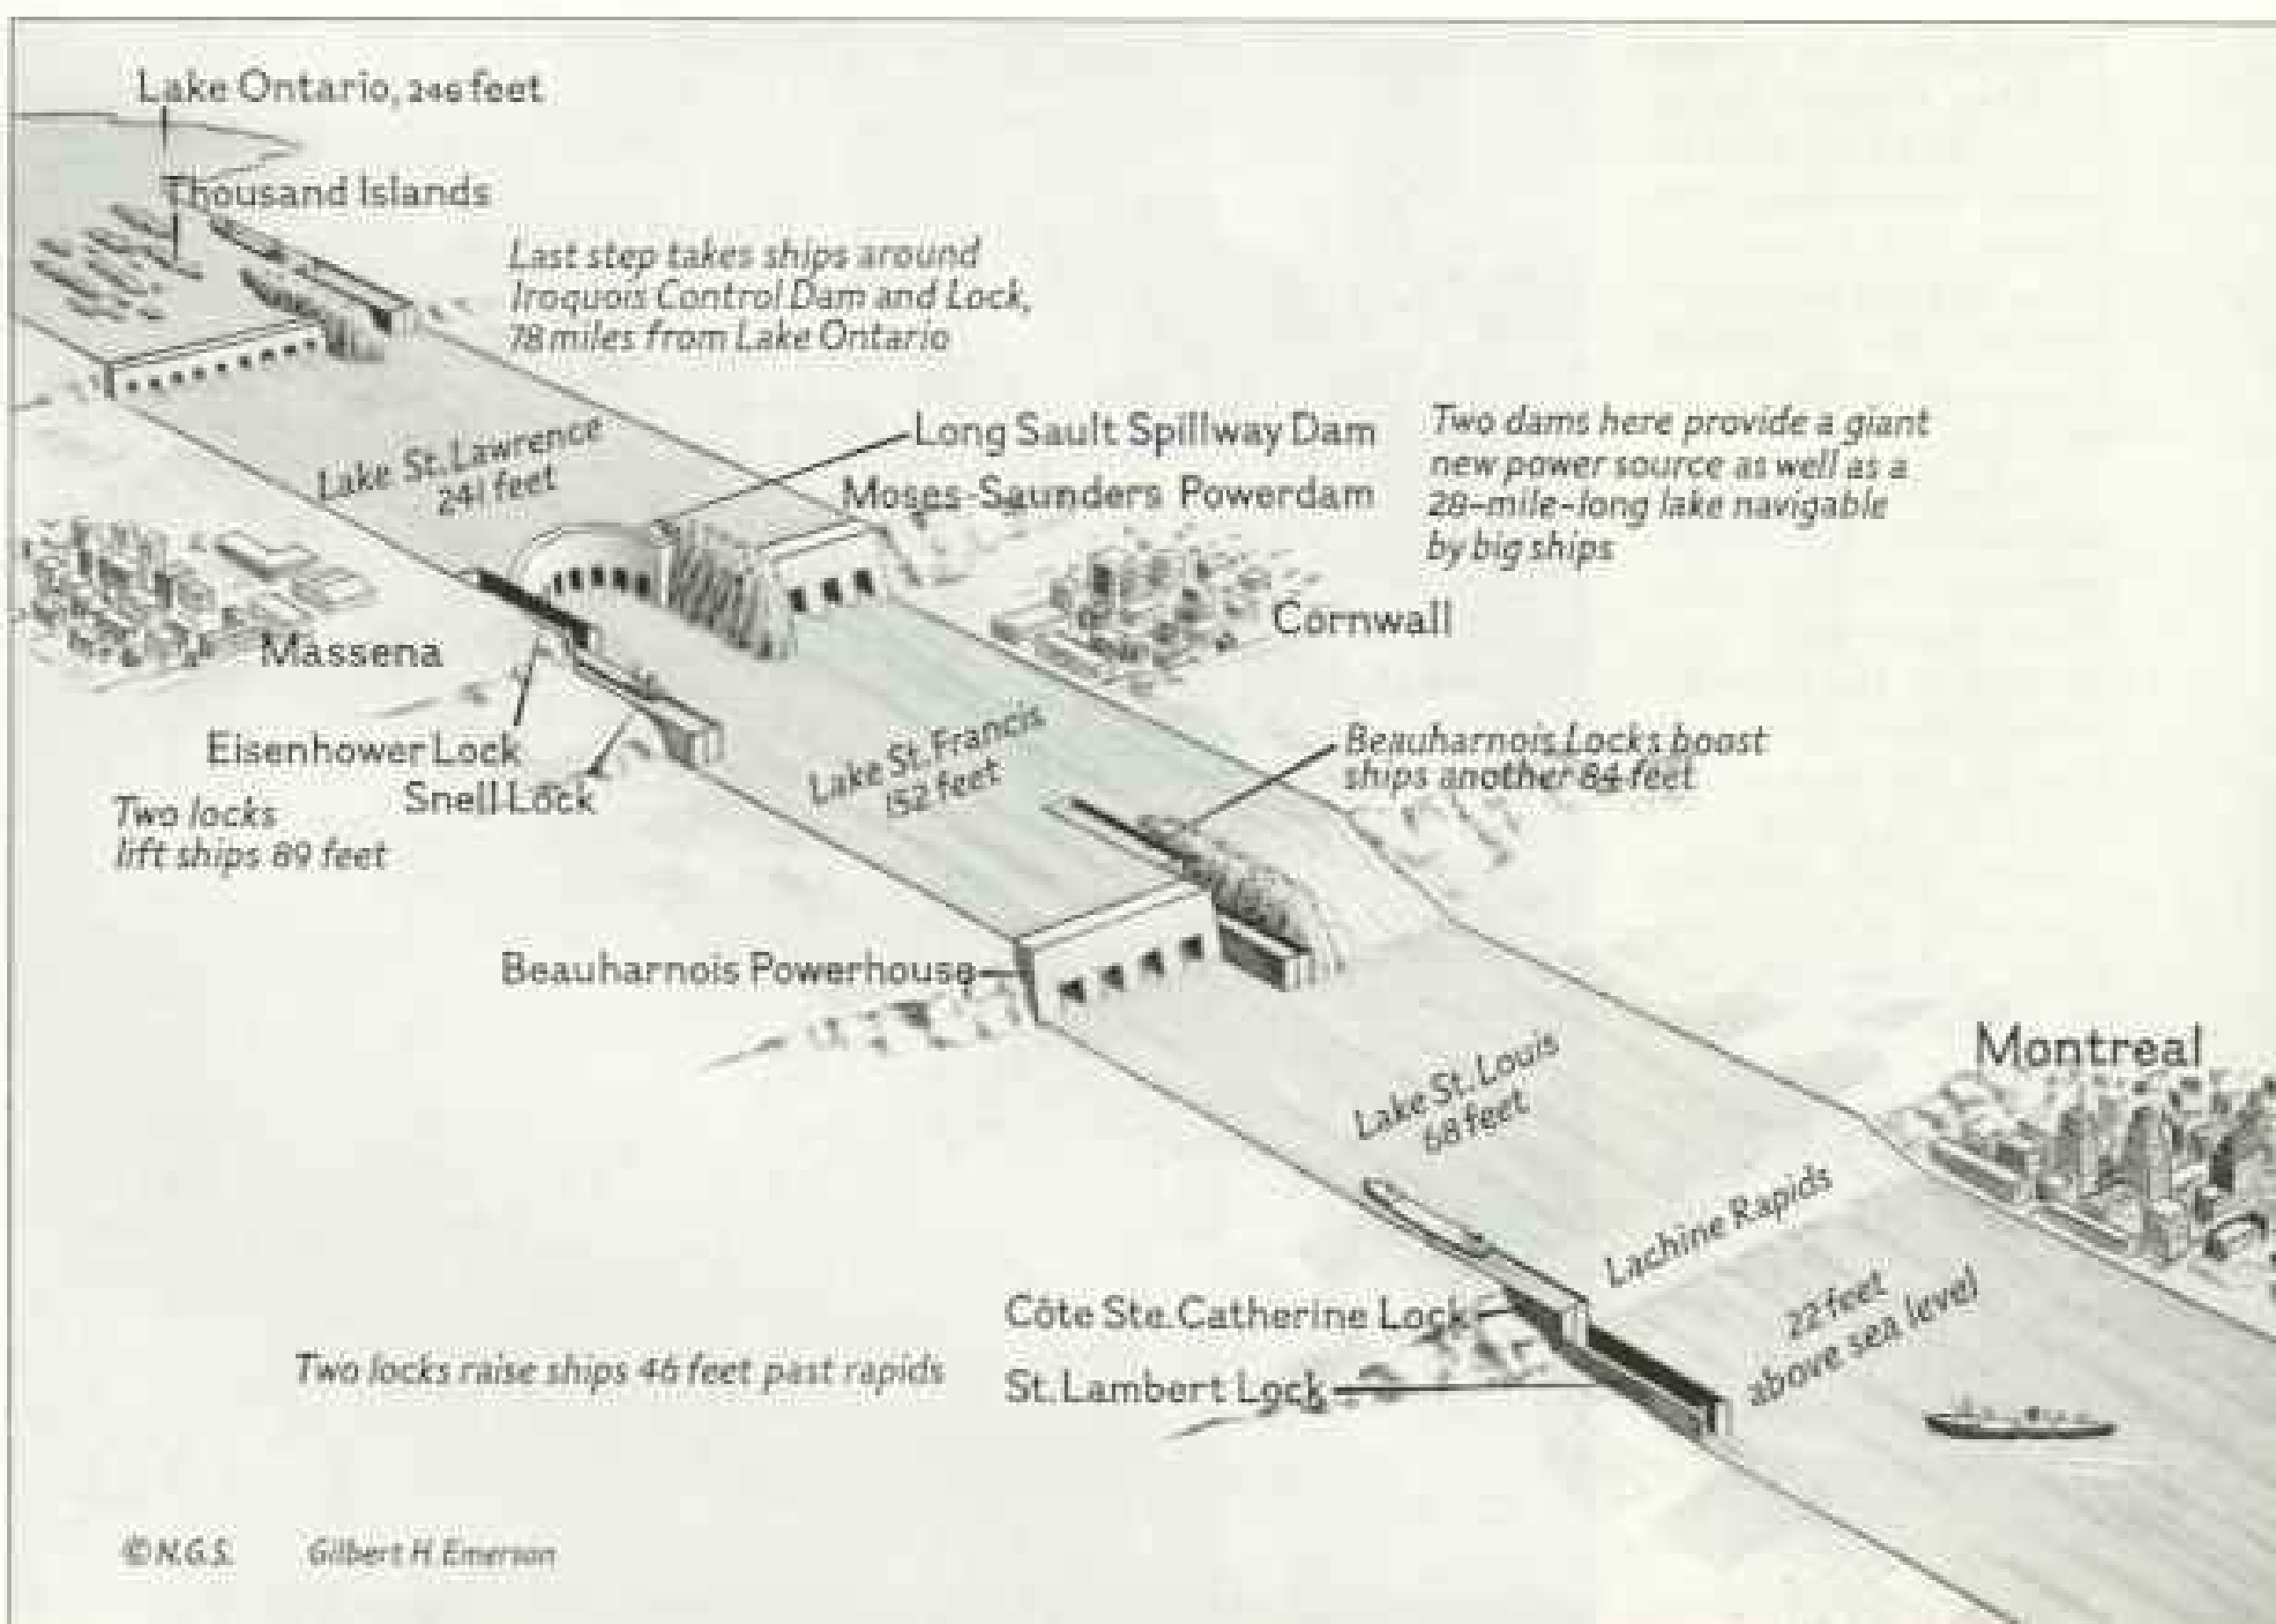 Lake Ontario, 246 feet
Thousand Islands
Last step takes ships around
Iroquois Control Dam and Lock,
78 miles from Lake Ontario
Long Sault Spillway Dam
Moses-Saunders Powerdam
Two dams here provide a giant
new power source as well as a
28-mile-long lake navigable
by big ships
Lake St. Lawrence
241 feet
Massena
Cornwall
Eisenhower Lock
Snell Lock
Two locks
lift ships 89 feet
Lake St. Francis
152 feet
Beauharnois Locks boost
ships another 84 feet
Beauharnois Powerhouse
Lake St. Louis
68 feet
Montreal
Lachine Rapids
22 feet
above sea level
Côte Ste. Catherine Lock
Two locks raise ships 46 feet past rapids
St. Lambert Lock
© N.G.S. Gilbert H. Emerson